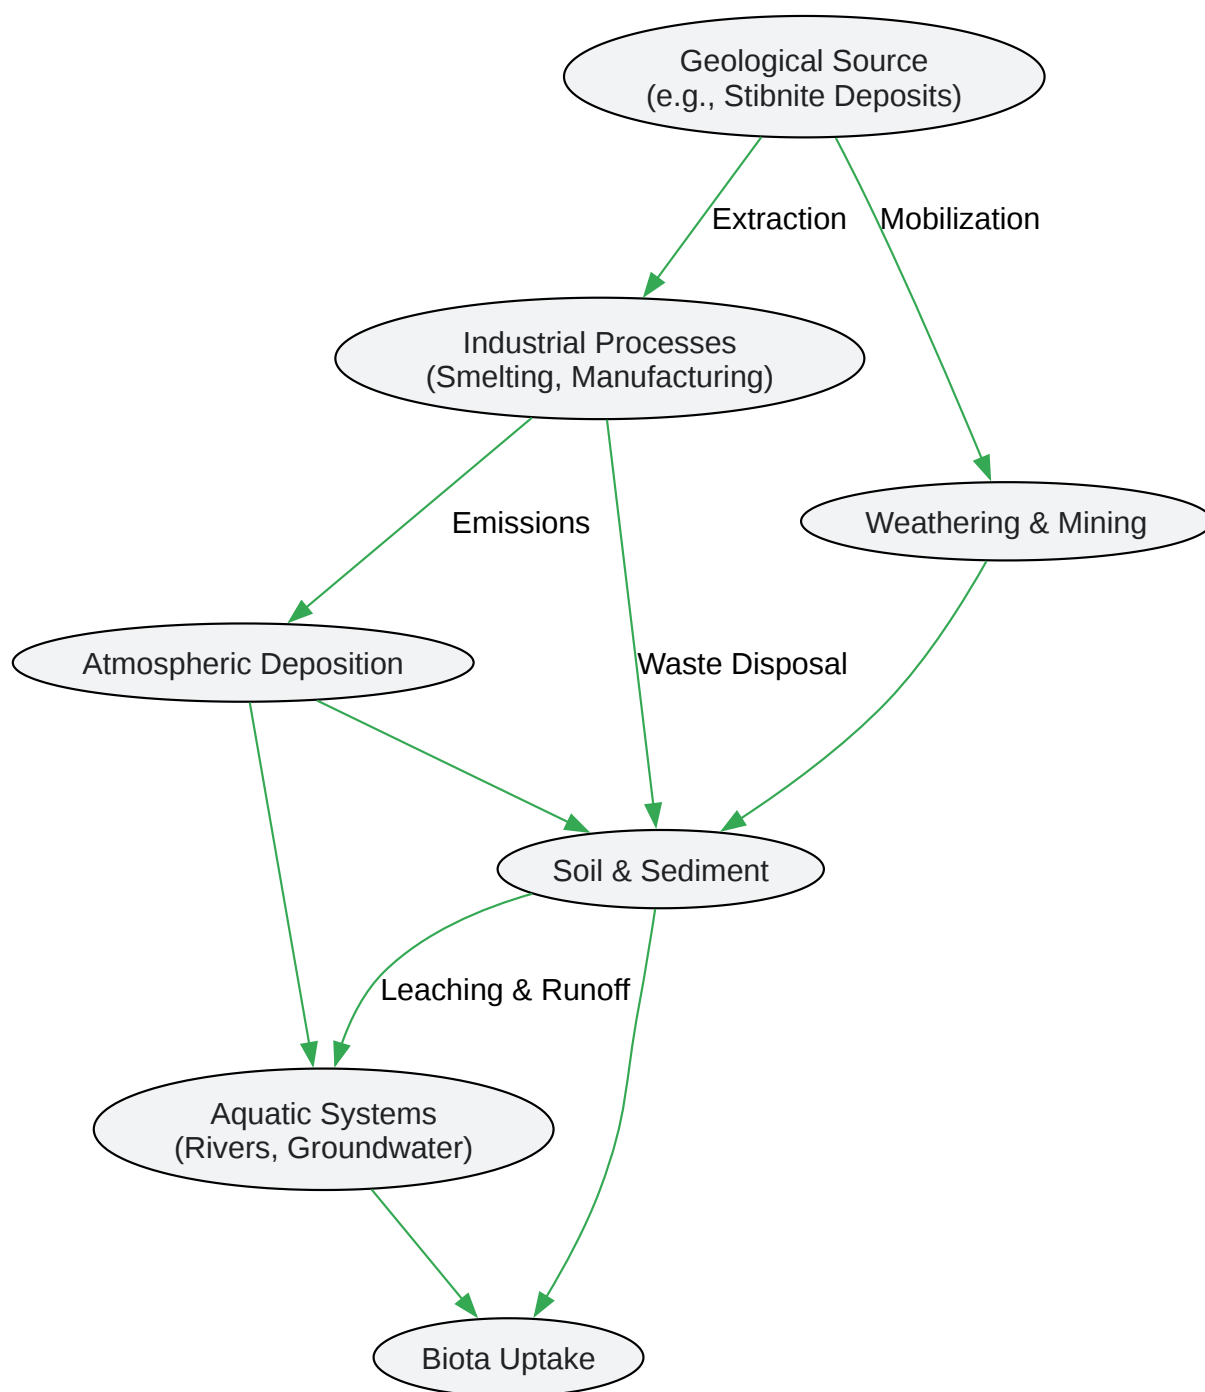 Geological Source
(e.g., Stibnite Deposits)
Extraction
Mobilization
Industrial Processes
(Smelting, Manufacturing)
Emissions
Weathering & Mining
Atmospheric Deposition
Waste Disposal
Soil & Sediment
Leaching & Runoff
Aquatic Systems
(Rivers, Groundwater)
Biota Uptake